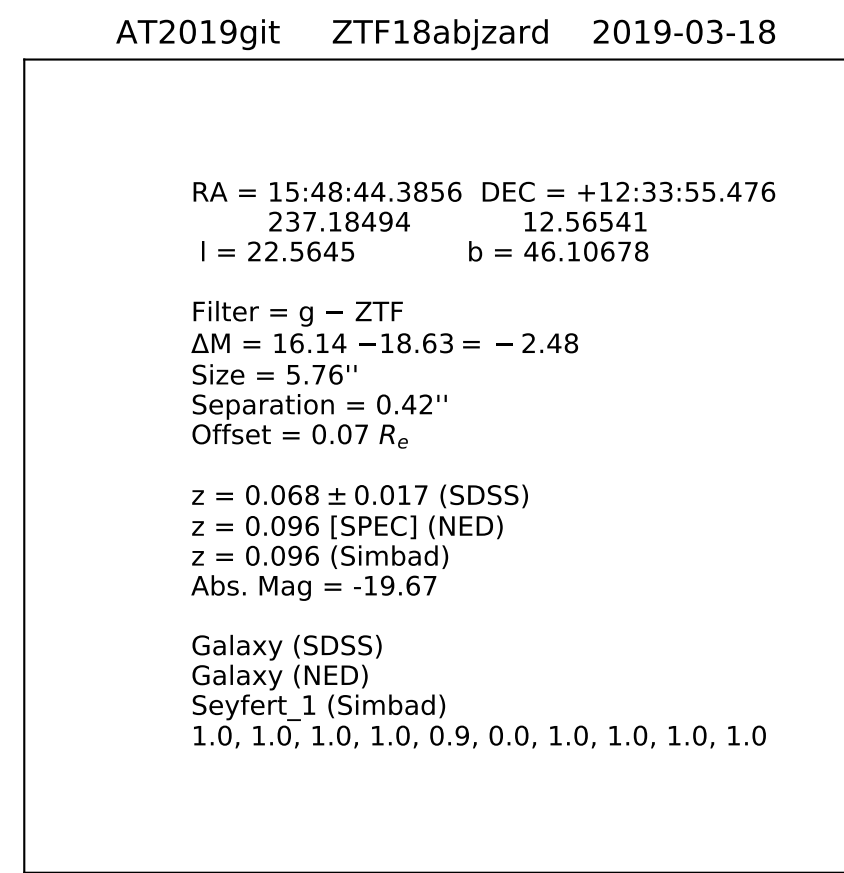 AT2019git ZTF18abjzard 2019-03-18
RA = 15:48:44.3856 DEC = +12:33:55.476
237.18494 12.56541
l = 22.5645 b = 46.10678
Filter = g − ZTF
ΔM = 16.14 −18.63 = − 2.48
Size = 5.76''
Separation = 0.42''
Offset = 0.07 Re
z = 0.068 ± 0.017 (SDSS)
z = 0.096 [SPEC] (NED)
z = 0.096 (Simbad)
Abs. Mag = -19.67
Galaxy (SDSS)
Galaxy (NED)
Seyfert_1 (Simbad)
1.0, 1.0, 1.0, 1.0, 0.9, 0.0, 1.0, 1.0, 1.0, 1.0